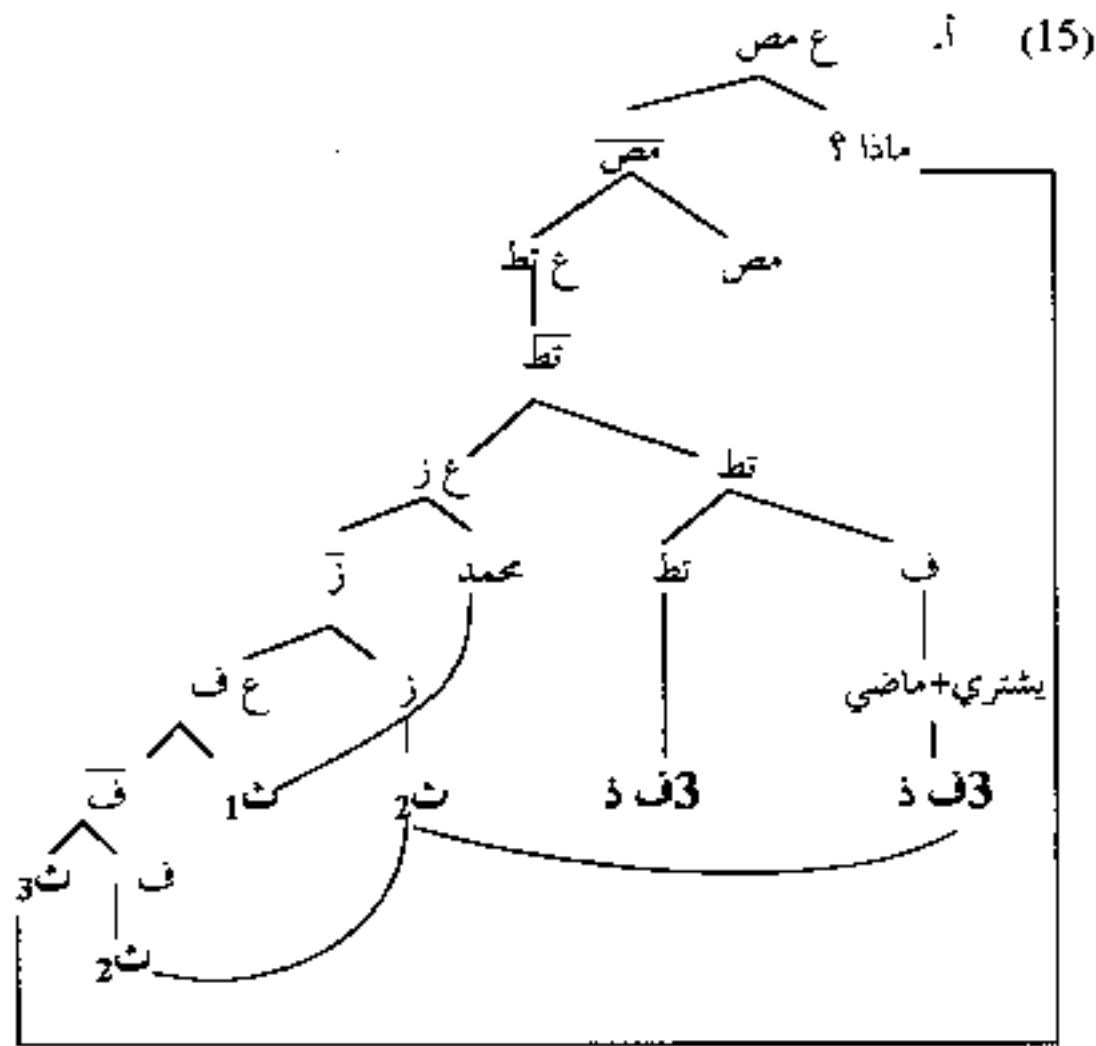 (15) أ. ع مص
ماذا ؟ مص
مص ع تط
تط
تط ع ز
ف تط محمد ز
يشتري+ماضي ز ع ف
3ف ذ 3ف ذ ث2 ث1 ف
ف ث3
ث2